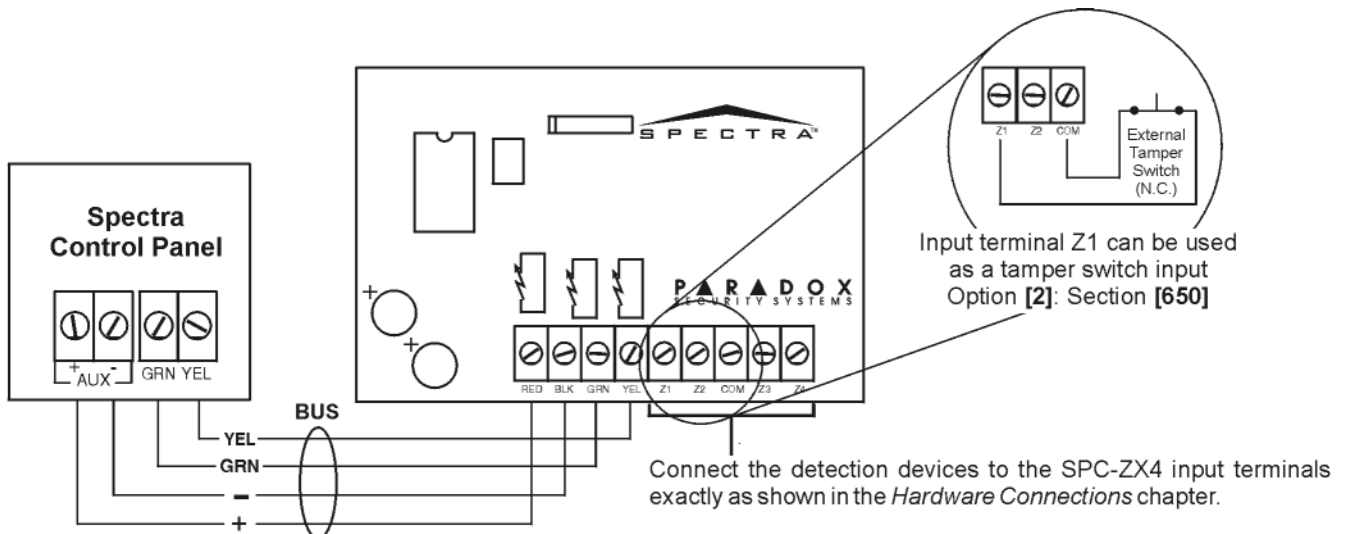 Spectra
Control Panel
+ AUX - GRN YEL
SPECTRA™
PARADOX
SECURITY SYSTEMS
+
+
RED BLK GRN YEL Z1 Z2 COM Z3 Z4
BUS
YEL
GRN
-
+
Z1 Z2 COM
External
Tamper
Switch
(N.C.)
Input terminal Z1 can be used
as a tamper switch input
Option [2]: Section [650]
Connect the detection devices to the SPC-ZX4 input terminals
exactly as shown in the Hardware Connections chapter.